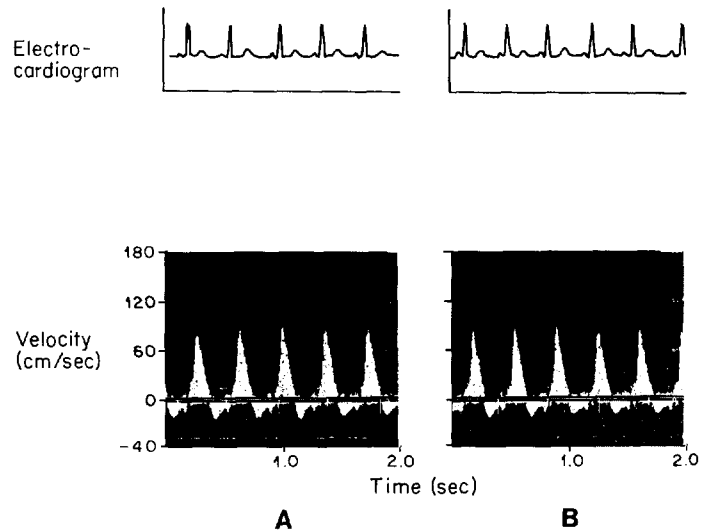 Electro-
cardiogram
180
120
60
0
-40
Velocity
(cm/sec)
1.0
2.0
1.0
2.0
Time (sec)
A
B